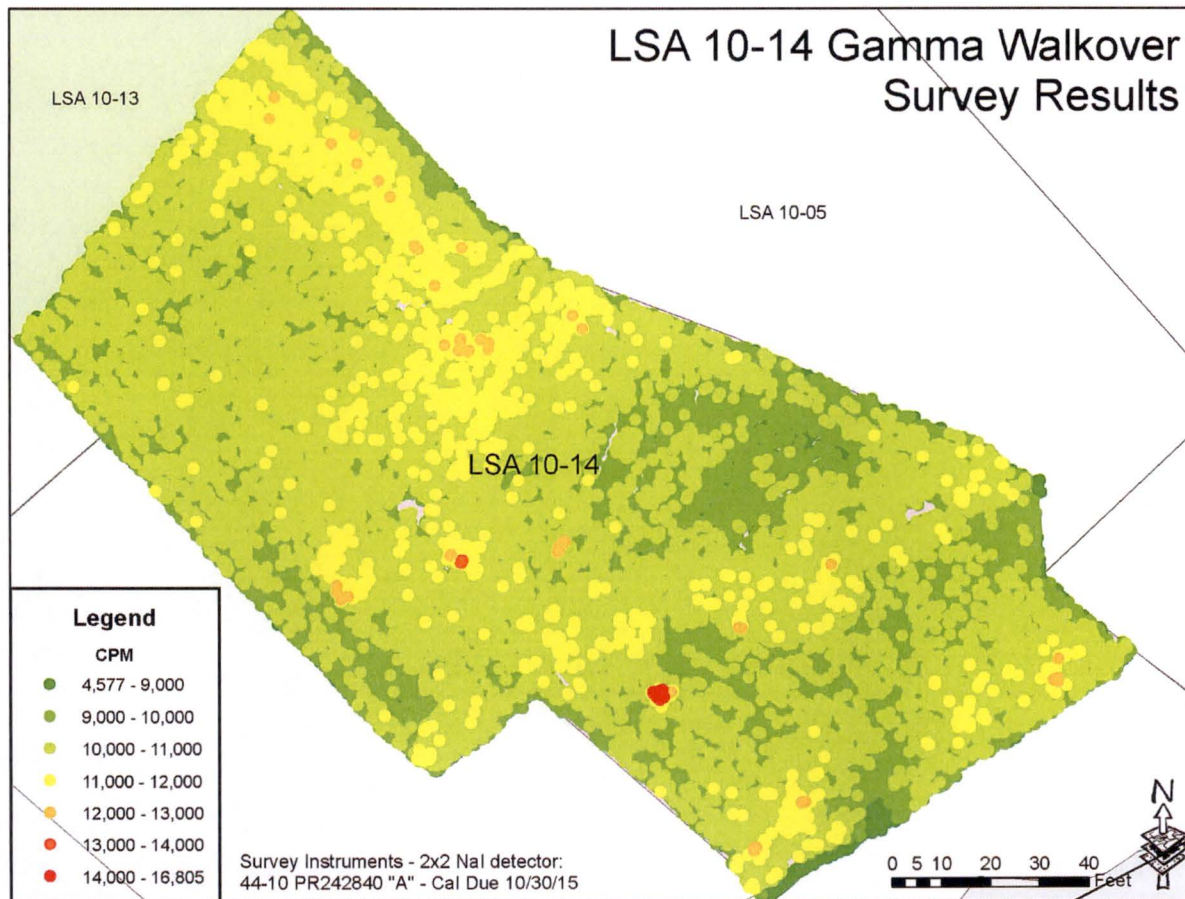 LSA 10-14 Gamma Walkover
Survey Results
LSA 10-13
LSA 10-05
LSA 10-14
Legend
CPM
4,577 - 9,000
9,000 - 10,000
10,000 - 11,000
11,000 - 12,000
12,000 - 13,000
13,000 - 14,000
14,000 - 16,805
Survey Instruments - 2x2 NaI detector:
44-10 PR242840 "A" - Cal Due 10/30/15
N
0 5 10 20 30 40
Feet